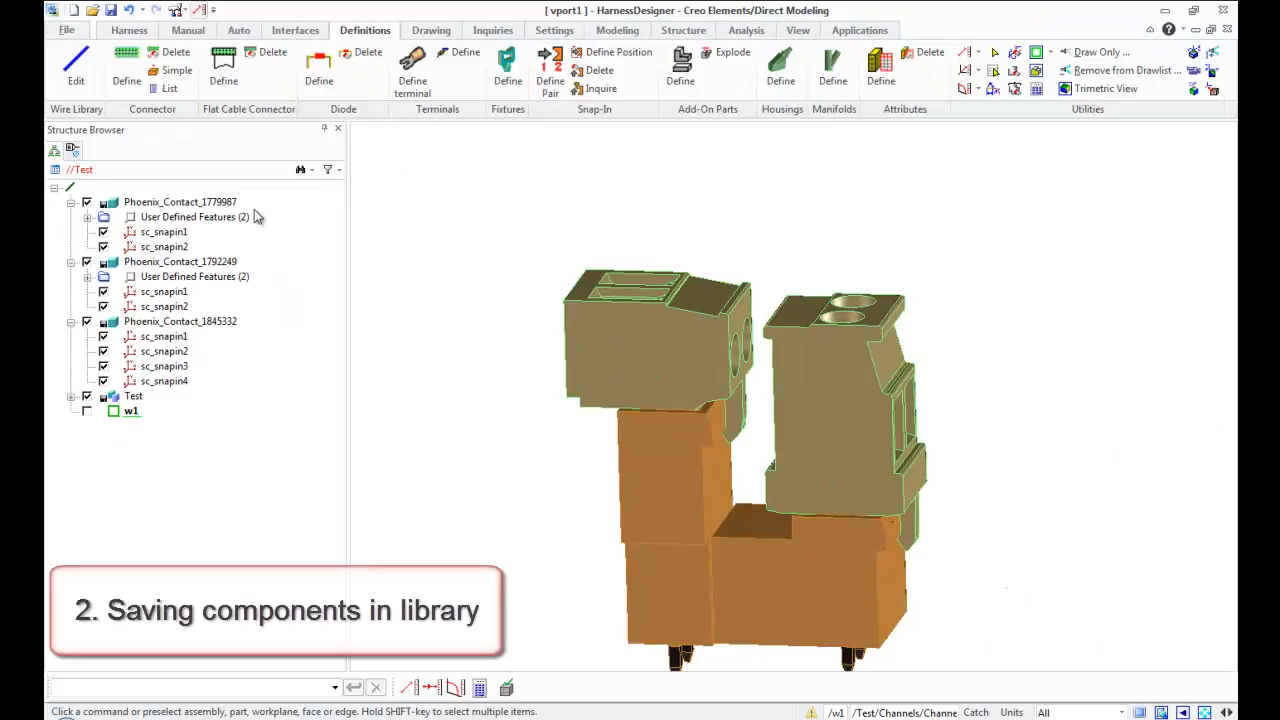 [ vport1 ] - HarnessDesigner - Creo Elements/Direct Modeling
File Harness Manual Auto Interfaces Definitions Drawing Inquiries Settings Modeling Structure Analysis View Applications
Edit
Wire Library
Define
Delete
Simple
List
Connector
Define
Delete
Flat Cable Connector
Define
Delete
Diode
Define terminal
Define
Terminals
Define
Fixtures
Define Pair
Define Position
Delete
Inquire
Snap-In
Define
Explode
Add-On Parts
Define
Housings
Define
Manifolds
Define
Delete
Attributes
Draw Only ...
Remove from Drawlist ...
Trimetric View
Utilities
Structure Browser
//Test
Phoenix_Contact_1779987
User Defined Features (2)
sc_snapin1
sc_snapin2
Phoenix_Contact_1792249
User Defined Features (2)
sc_snapin1
sc_snapin2
Phoenix_Contact_1845332
sc_snapin1
sc_snapin2
sc_snapin3
sc_snapin4
Test
w1
2. Saving components in library
Click a command or preselect assembly, part, workplane, face or edge. Hold SHIFT-key to select multiple items.
/w1 /Test/Channels/Channe Catch Units All